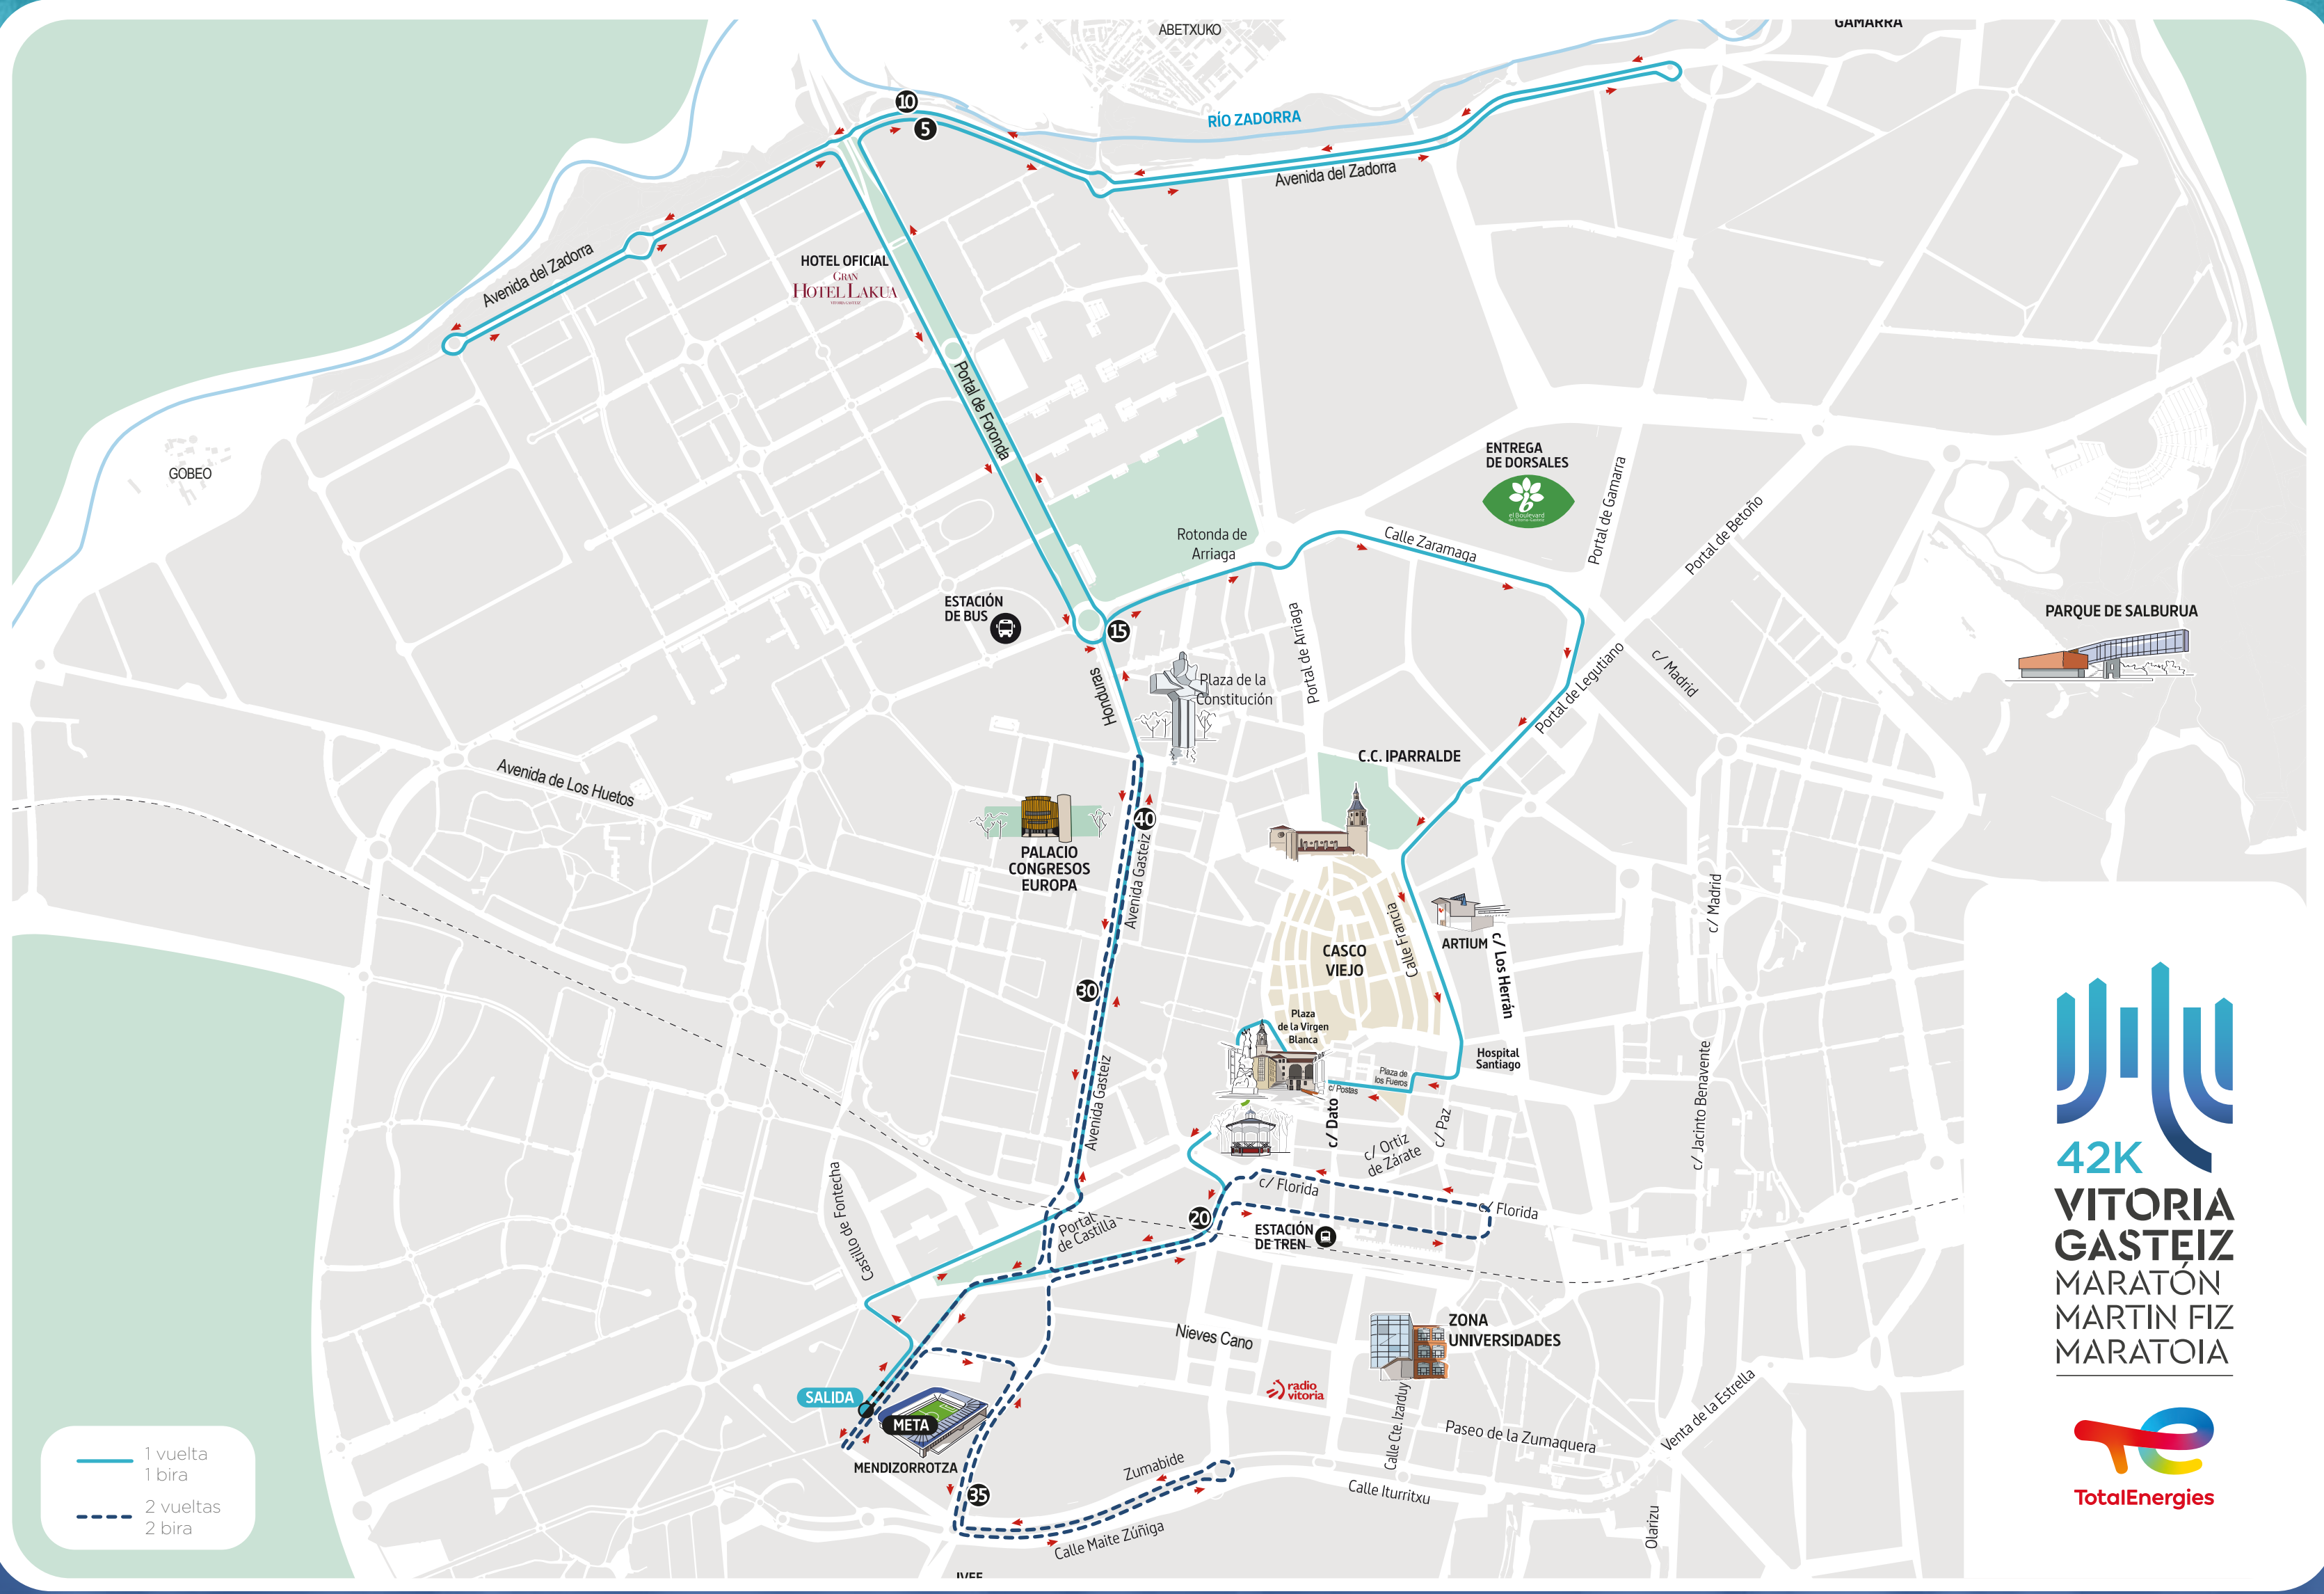 ABETXUKO
GAMARRA
10
5
RÍO ZADORRA
Avenida del Zadorra
Avenida del Zadorra
HOTEL OFICIAL
GRAN
HOTEL LAKUA
Portal de Foronda
GOBEO
ENTREGA
DE DORSALES
el Boulevard
de Vitoria-Gasteiz
Portal de Gamarra
Portal de Betoño
Rotonda de
Arriaga
Calle Zaramaga
ESTACIÓN
DE BUS
15
Portal de Arriaga
PARQUE DE SALBURUA
Honduras
Plaza de la
Constitución
Portal de Legutiano
c/ Madrid
C.C. IPARRALDE
Avenida de Los Huetos
40
Avenida Gasteiz
PALACIO
CONGRESOS
EUROPA
CASCO
VIEJO
Calle Francia
ARTIUM
c/ Los Herrán
c/ Madrid
30
Plaza
de la Virgen
Blanca
Hospital
Santiago
Plaza de
los Fueros
c/ Postas
Avenida Gasteiz
c/ Dato
c/ Paz
c/ Ortiz
de Zárate
c/ Jacinto Benavente
Castillo de Fontecha
c/ Florida
c/ Florida
20
Portal
de Castilla
ESTACIÓN
DE TREN
Nieves Cano
ZONA
UNIVERSIDADES
radio
vitoria
SALIDA
META
MENDIZORROTZA
Calle Cte. Izarduy
Paseo de la Zumaquera
Venta de la Estrella
Zumabide
35
Calle Iturritxu
Calle Maite Zúñiga
Olarizu
IVEF
1 vuelta
1 bira
2 vueltas
2 bira
42K
VITORIA
GASTEIZ
MARATÓN
MARTIN FIZ
MARATOIA
TotalEnergies